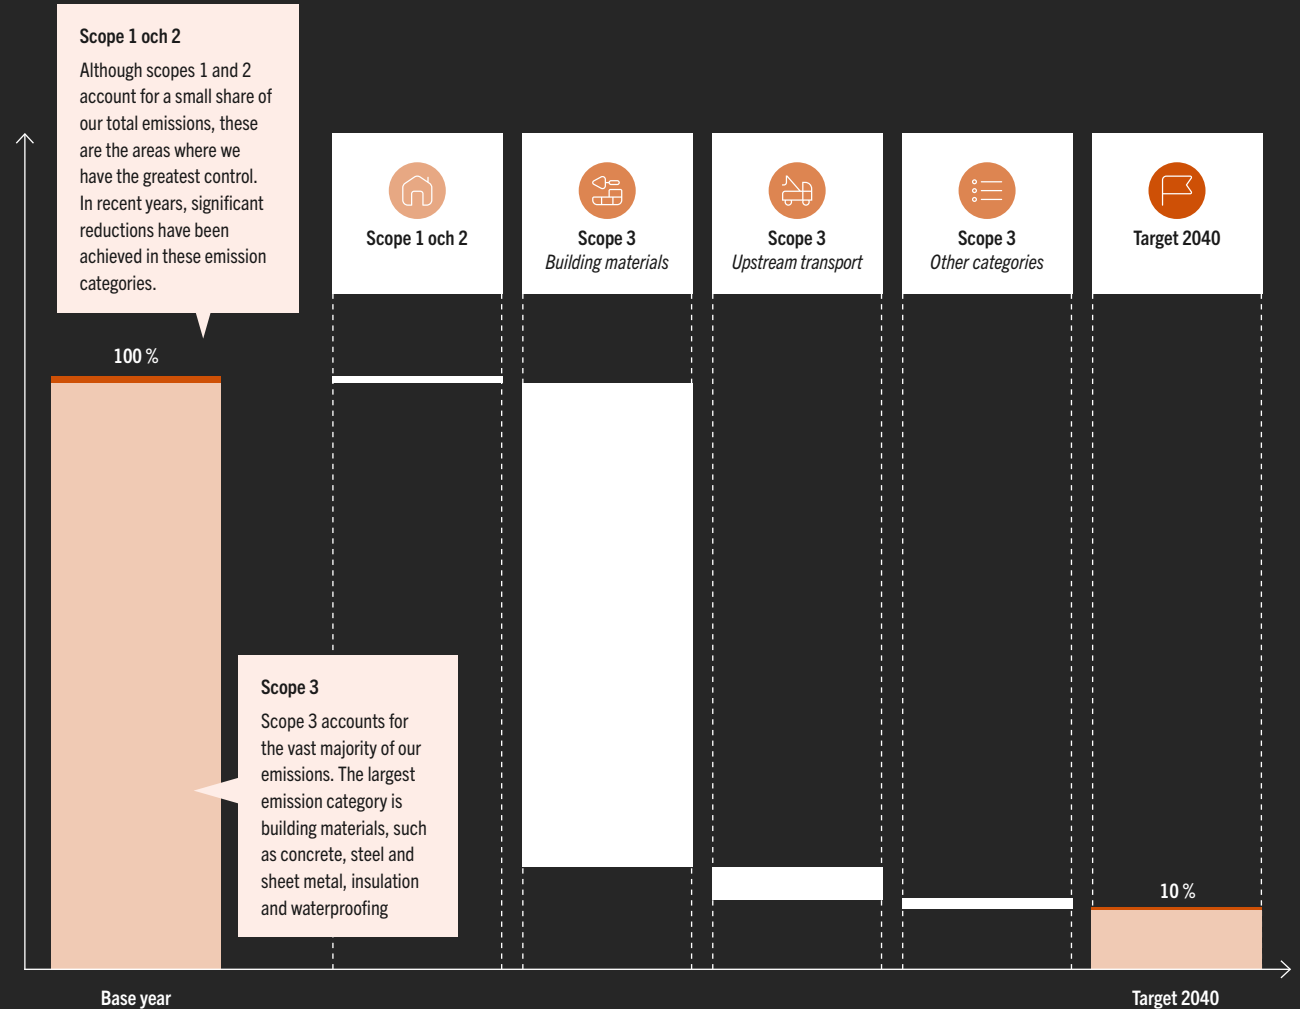 Scope 1 och 2
Although scopes 1 and 2
account for a small share of
our total emissions, these
are the areas where we
have the greatest control.
In recent years, significant
reductions have been
achieved in these emission
categories.
Scope 1 och 2
Scope 3
Building materials
Scope 3
Upstream transport
Scope 3
Other categories
Target 2040
100 %
Scope 3
Scope 3 accounts for
the vast majority of our
emissions. The largest
emission category is
building materials, such
as concrete, steel and
sheet metal, insulation
and waterproofing
10 %
Base year
Target 2040